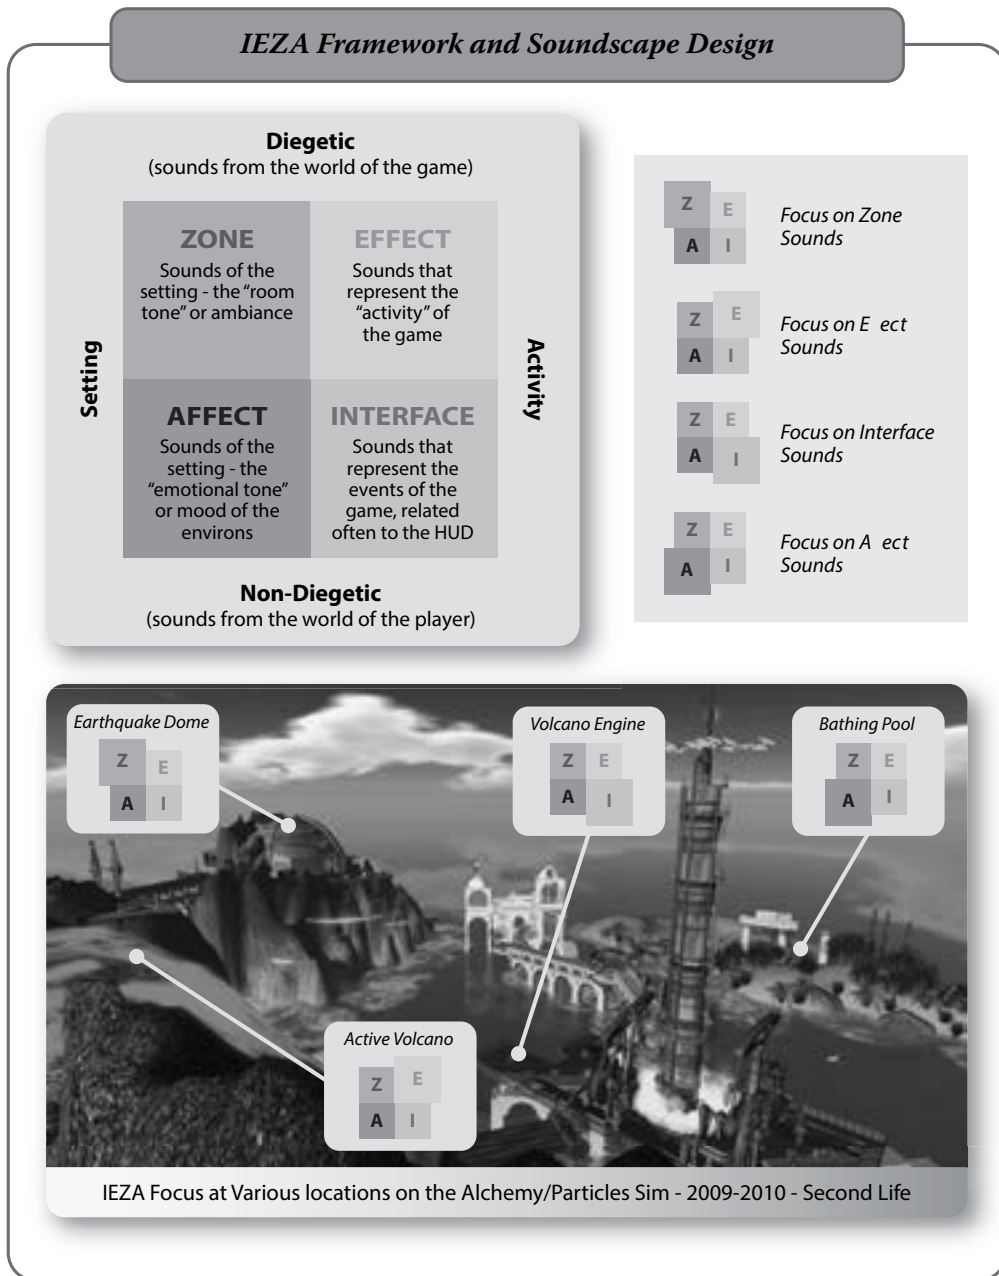 IEZA Framework and Soundscape Design
Diegetic
(sounds from the world of the game)
Setting
ZONE
Sounds of the
setting - the "room
tone" or ambiance
EFFECT
Sounds that
represent the
"activity" of
the game
AFFECT
Sounds of the
setting - the
"emotional tone"
or mood of the
environs
INTERFACE
Sounds that
represent the
events of the
game, related
often to the HUD
Activity
Non-Diegetic
(sounds from the world of the player)
Z E
A I
Focus on Zone
Sounds
Z E
A I
Focus on E ect
Sounds
Z E
A I
Focus on Interface
Sounds
Z E
A I
Focus on A ect
Sounds
Earthquake Dome
Z E
A I
Volcano Engine
Z E
A I
Bathing Pool
Z E
A I
Active Volcano
Z E
A I
IEZA Focus at Various locations on the Alchemy/Particles Sim - 2009-2010 - Second Life